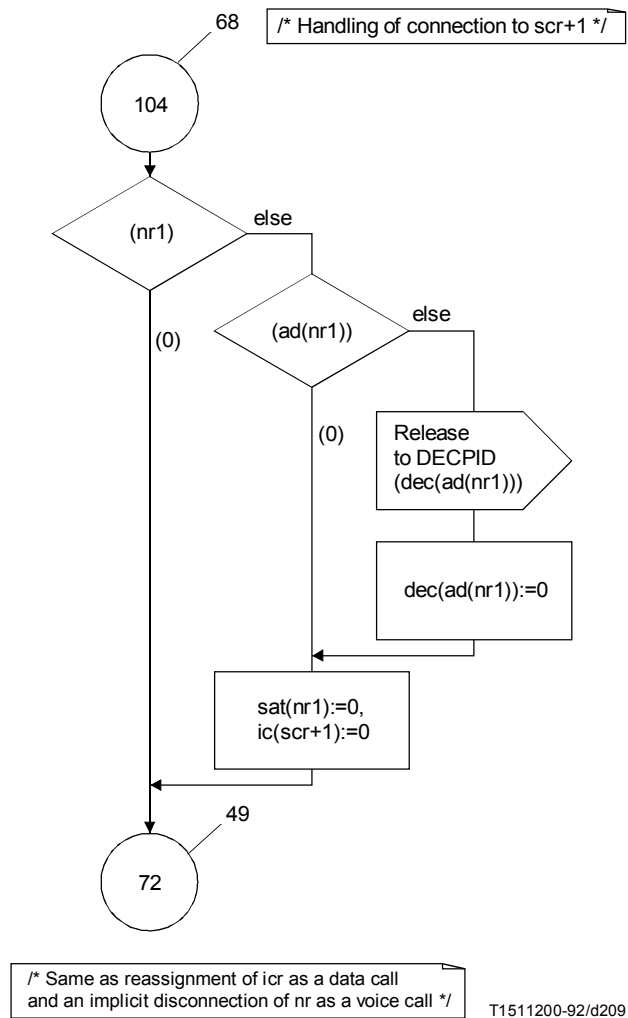 68
/* Handling of connection to scr+1 */
104
(nr1)
else
(0)
(ad(nr1))
else
(0)
Release
to DECPID
(dec(ad(nr1)))
dec(ad(nr1)):=0
sat(nr1):=0,
ic(scr+1):=0
49
72
/* Same as reassignment of icr as a data call
and an implicit disconnection of nr as a voice call */
T1511200-92/d209